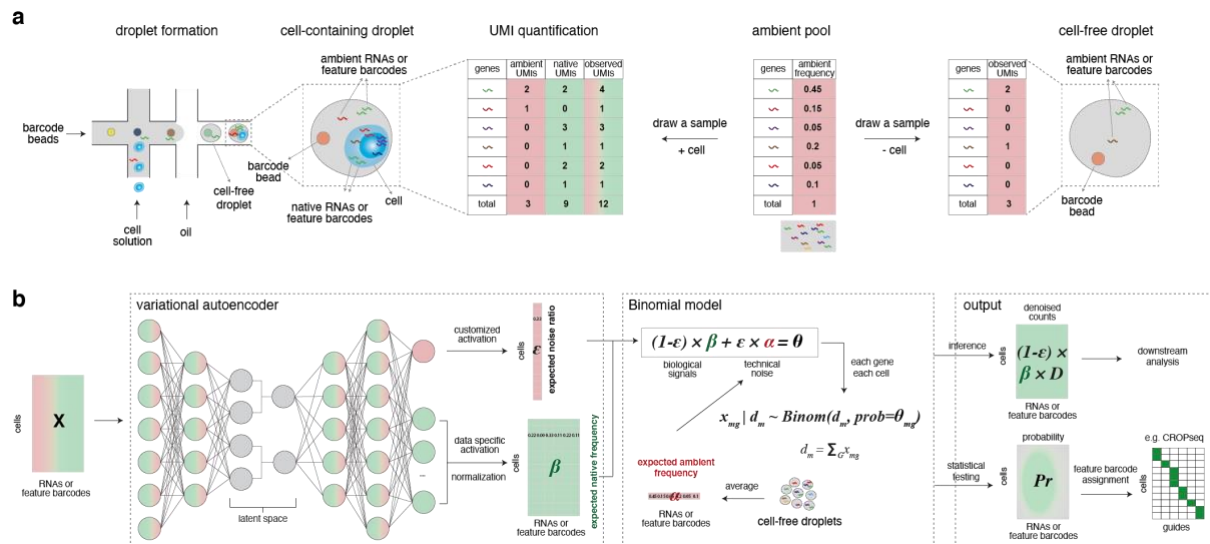 a
droplet formation
cell-containing droplet
UMI quantification
ambient pool
cell-free droplet
barcode
beads
cell
solution
oil
cell-free
droplet
ambient RNAs or
feature barcodes
barcode
bead
native RNAs or
feature barcodes
cell
genes ambient UMIs native UMIs observed UMIs
2 2 4
1 0 1
0 3 3
0 1 1
0 2 2
0 1 1
total 3 9 12
draw a sample
+ cell
genes ambient frequency
0.45
0.15
0.05
0.2
0.05
0.1
total 1
draw a sample
- cell
genes observed UMIs
2
0
0
1
0
0
total 3
ambient RNAs or
feature barcodes
barcode
bead
b
variational autoencoder
cells
X
RNAs or
feature barcodes
latent space
customized
activation
data specific
activation
normalization
cells
0.25
ε
expected noise ratio
cells
β
RNAs or
feature barcodes
expected native frequency
Binomial model
(1-ε) × β + ε × α = θ
biological
signals
technical
noise
each gene
each cell
x_mg | d_m ~ Binom(d_m, prob=θ_mg)
d_m = Σ_G x_mg
expected ambient
frequency
α
RNAs or
feature barcodes
average
cell-free droplets
output
inference
denoised
counts
cells
(1-ε) ×
β × D
RNAs or
feature barcodes
downstream
analysis
statistical
testing
probability
cells
Pr
RNAs or
feature barcodes
feature barcode
assignment
e.g. CROPseq
cells
guides